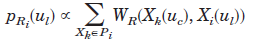 p_{R_i}(u_l) ∝ ∑_{X_k∈P_i} W_R(X_k(u_c), X_i(u_l))